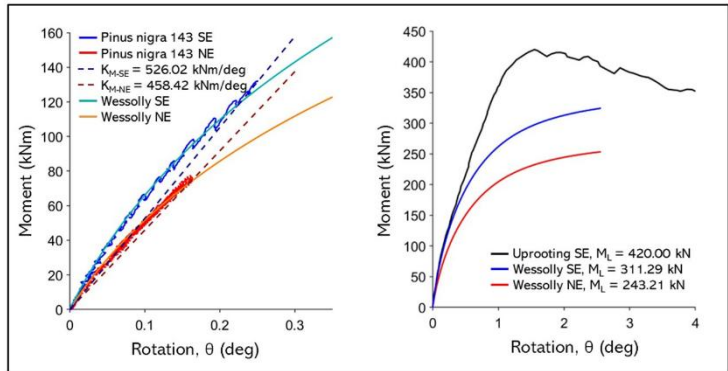 160
140
120
100
80
60
40
20
0
Moment (kNm)
Pinus nigra 143 SE
Pinus nigra 143 NE
K_M-SE = 526.02 kNm/deg
K_M-NE = 458.42 kNm/deg
Wessolly SE
Wessolly NE
0 0.1 0.2 0.3
Rotation, θ (deg)
450
400
350
300
250
200
150
100
50
0
Moment (kNm)
Uprooting SE, M_L = 420.00 kN
Wessolly SE, M_L = 311.29 kN
Wessolly NE, M_L = 243.21 kN
0 1 2 3 4
Rotation, θ (deg)